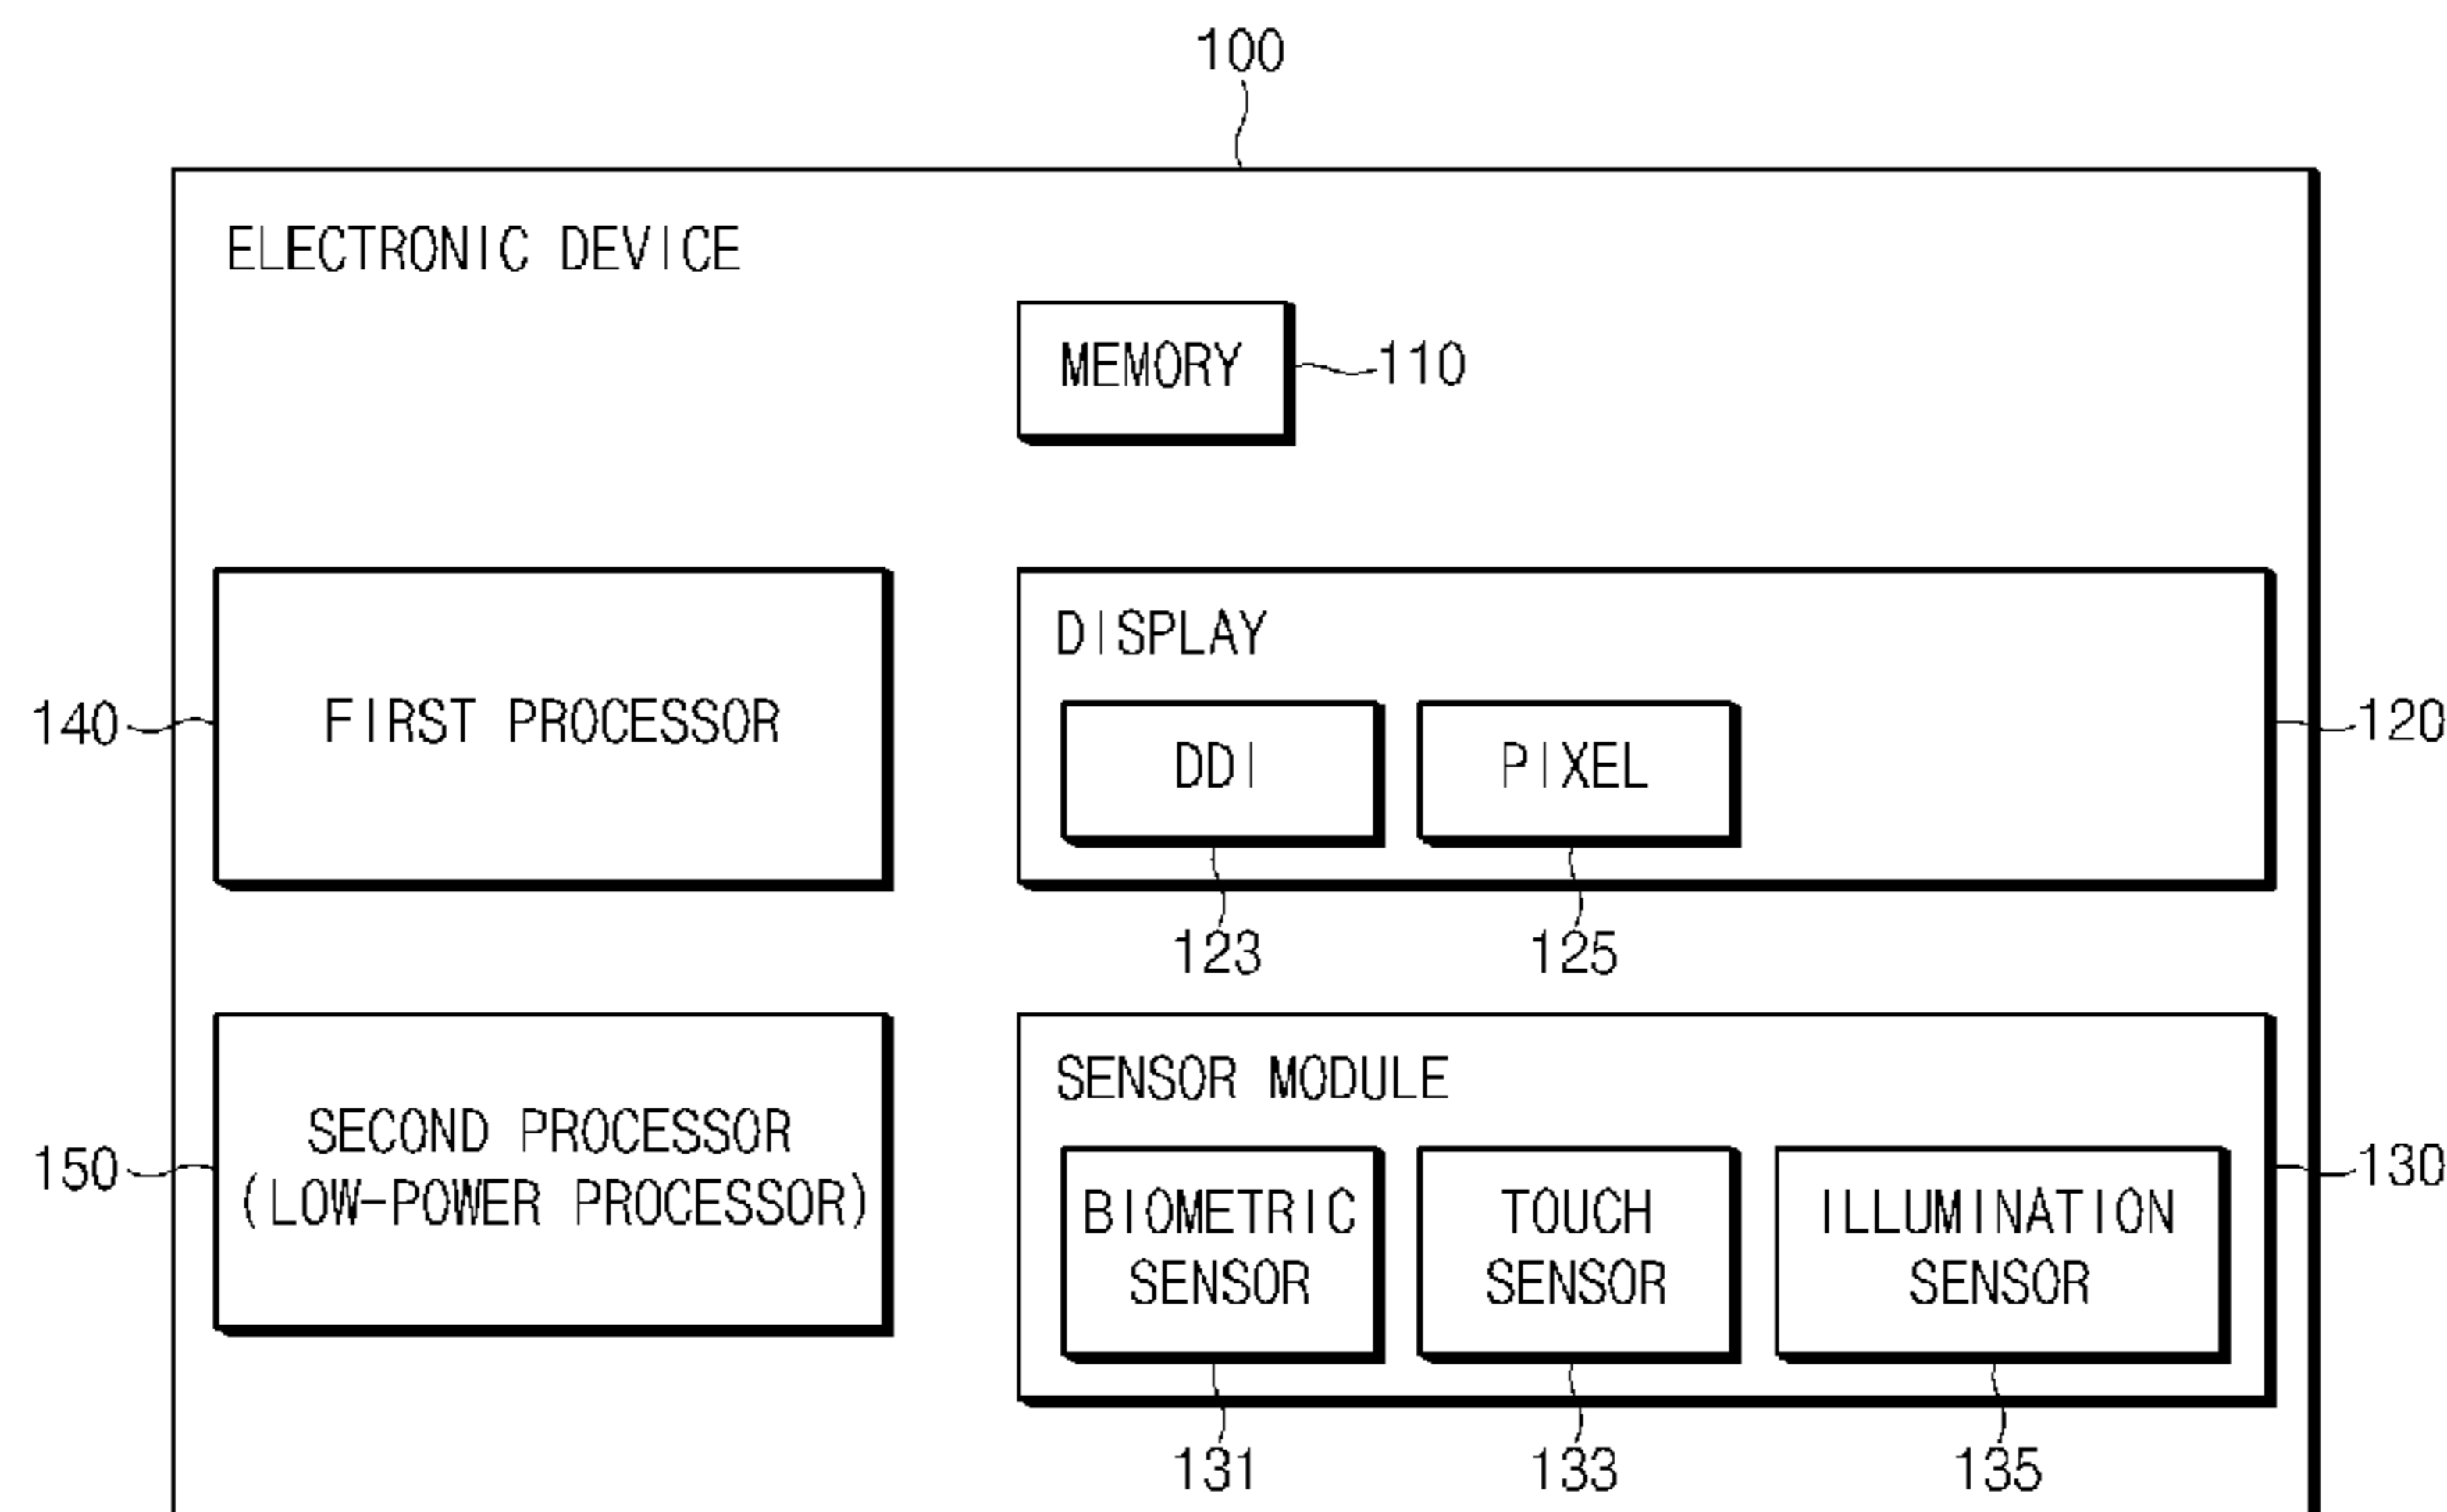 100
ELECTRONIC DEVICE
MEMORY
110
DISPLAY
140
FIRST PROCESSOR
DDI
PIXEL
120
123
125
SENSOR MODULE
150
SECOND PROCESSOR
(LOW-POWER PROCESSOR)
BIOMETRIC
SENSOR
TOUCH
SENSOR
ILLUMINATION
SENSOR
130
131
133
135